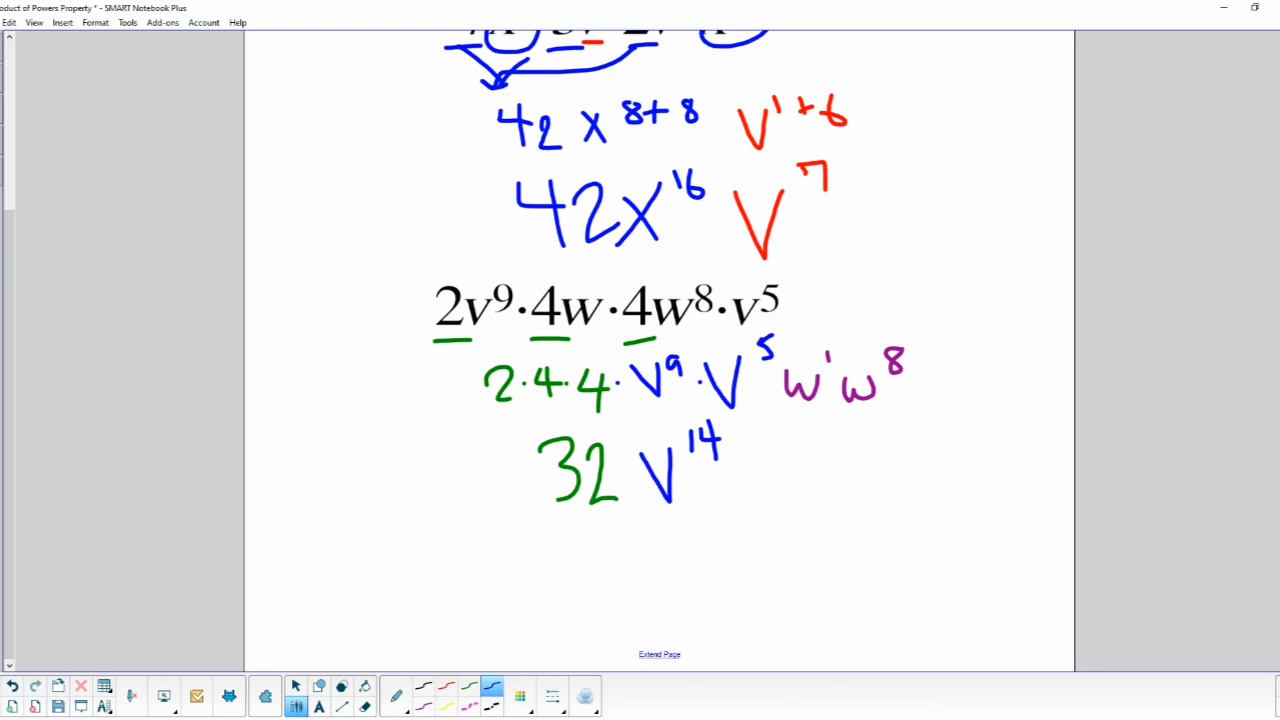 oduct of Powers Property * - SMART Notebook Plus
Edit View Insert Format Tools Add-ons Account Help
42 x⁸⁺⁸ v¹⁺⁶
42x¹⁶ v⁷
2v⁹·4w·4w⁸·v⁵
2·4·4·v⁹·v⁵ w¹w⁸
32 v¹⁴
Extend Page